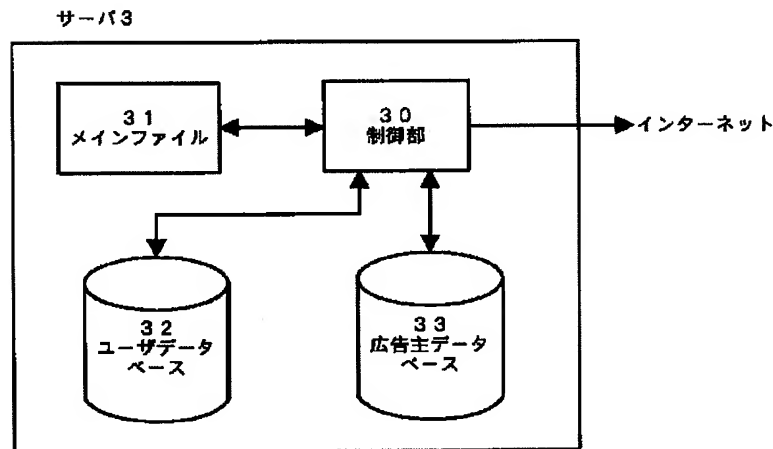 サーバ3
31
メインファイル
30
制御部
インターネット
32
ユーザデータ
ベース
33
広告主データ
ベース